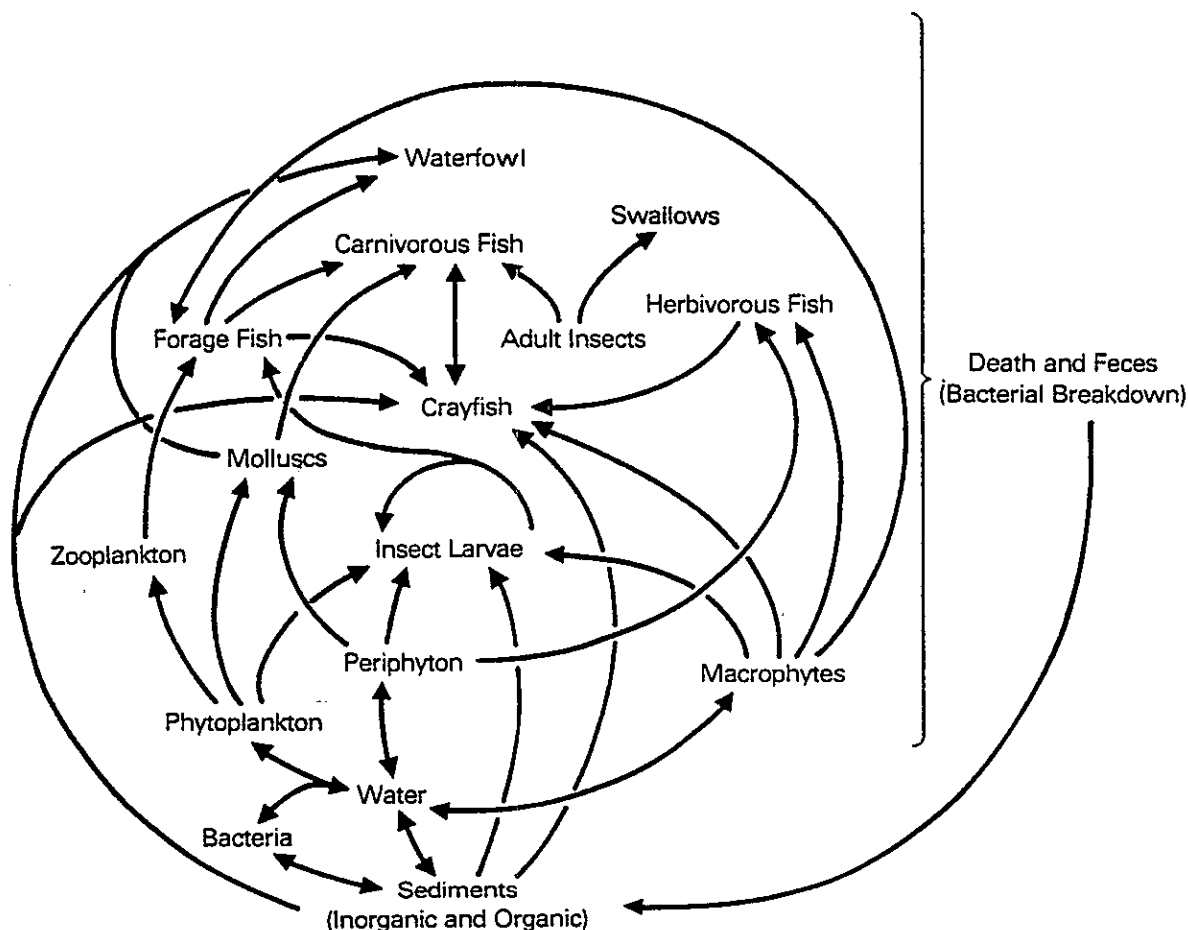 Waterfowl
Swallows
Carnivorous Fish
Herbivorous Fish
Forage Fish
Adult Insects
Death and Feces
(Bacterial Breakdown)
Crayfish
Molluscs
Zooplankton
Insect Larvae
Periphyton
Macrophytes
Phytoplankton
Water
Bacteria
Sediments
(Inorganic and Organic)